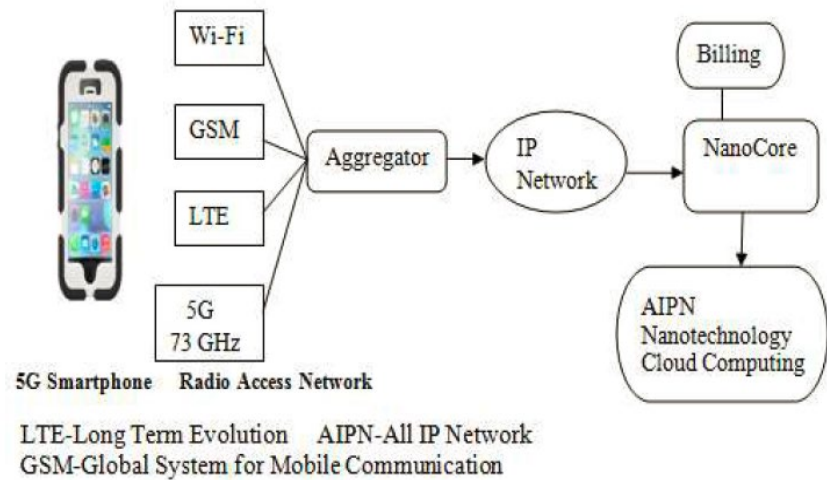 Wi-Fi
GSM
LTE
5G
73 GHz
Aggregator
IP
Network
Billing
NanoCore
AIPN
Nanotechnology
Cloud Computing
5G Smartphone Radio Access Network
LTE-Long Term Evolution AIPN-All IP Network
GSM-Global System for Mobile Communication